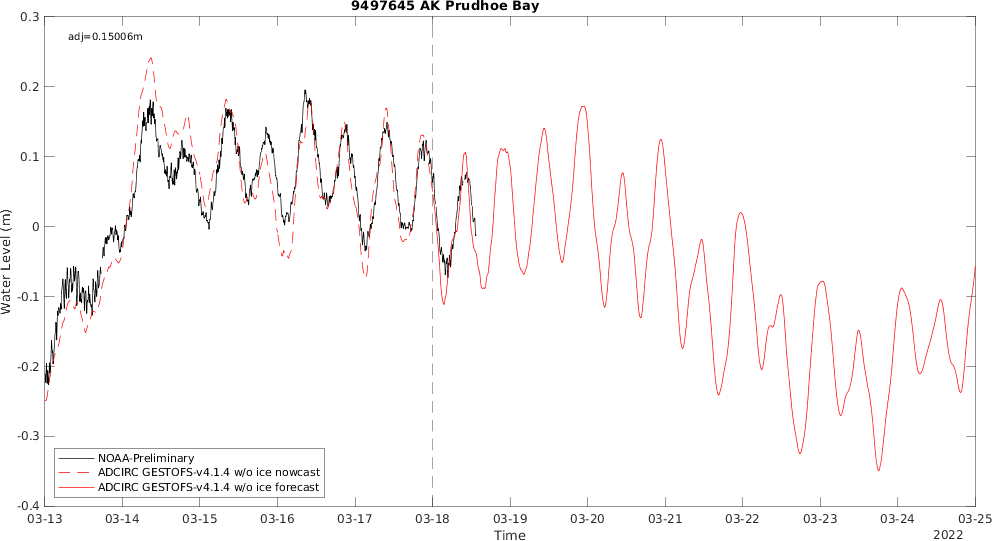 9497645 AK Prudhoe Bay
adj=0.15006m
0.3
0.2
0.1
0
-0.1
-0.2
-0.3
-0.4
Water Level (m)
NOAA-Preliminary
ADCIRC GESTOFS-v4.1.4 w/o ice nowcast
ADCIRC GESTOFS-v4.1.4 w/o ice forecast
03-13 03-14 03-15 03-16 03-17 03-18 03-19 03-20 03-21 03-22 03-23 03-24 03-25
Time
2022